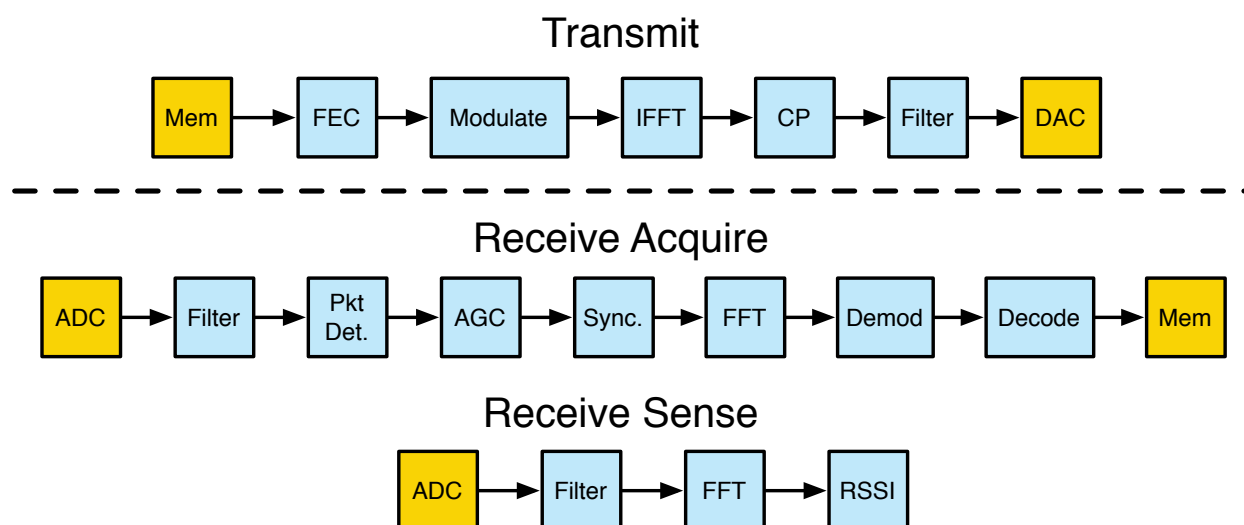 Transmit
Mem FEC Modulate IFFT CP Filter DAC
Receive Acquire
ADC Filter Pkt Det. AGC Sync. FFT Demod Decode Mem
Receive Sense
ADC Filter FFT RSSI